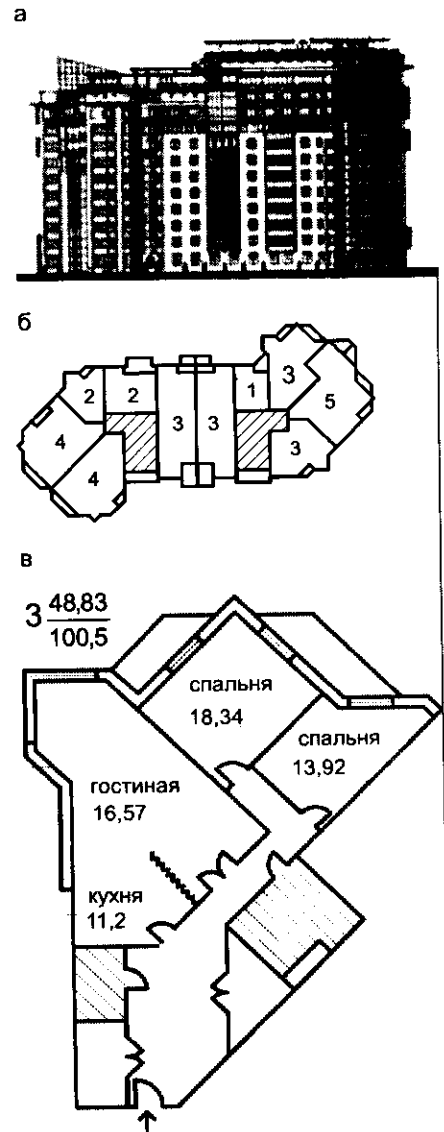 а
б
2
2
3
3
1
3
5
4
4
3
в
3 48,83
100,5
спальня
18,34
спальня
13,92
гостиная
16,57
кухня
11,2